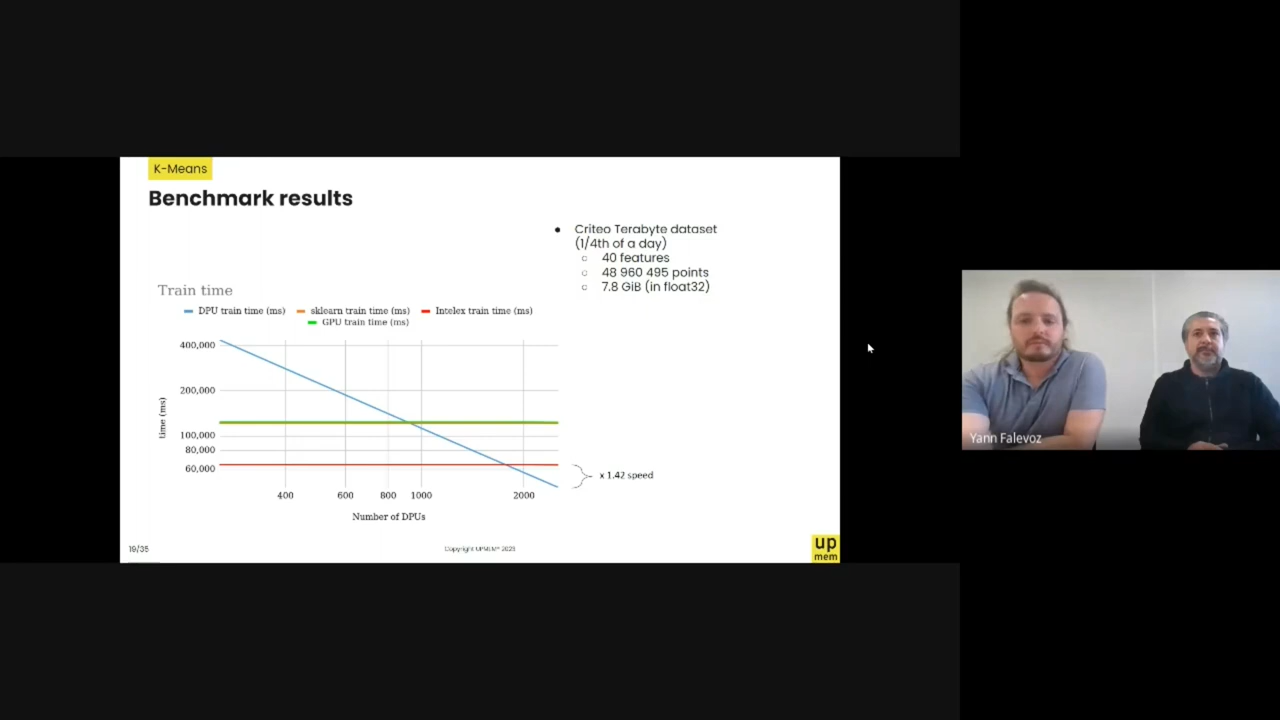 K-Means
Benchmark results
● Criteo Terabyte dataset
(1/4th of a day)
○ 40 features
○ 48 960 495 points
○ 7.8 GiB (in float32)
Train time
DPU train time (ms) sklearn train time (ms) Intelex train time (ms)
GPU train time (ms)
400,000
200,000
100,000
80,000
60,000
time (ms)
x 1.42 speed
400 600 800 1000 2000
Number of DPUs
19/35
Copyright UPMEM® 2023
up
mem
Yann Falevoz